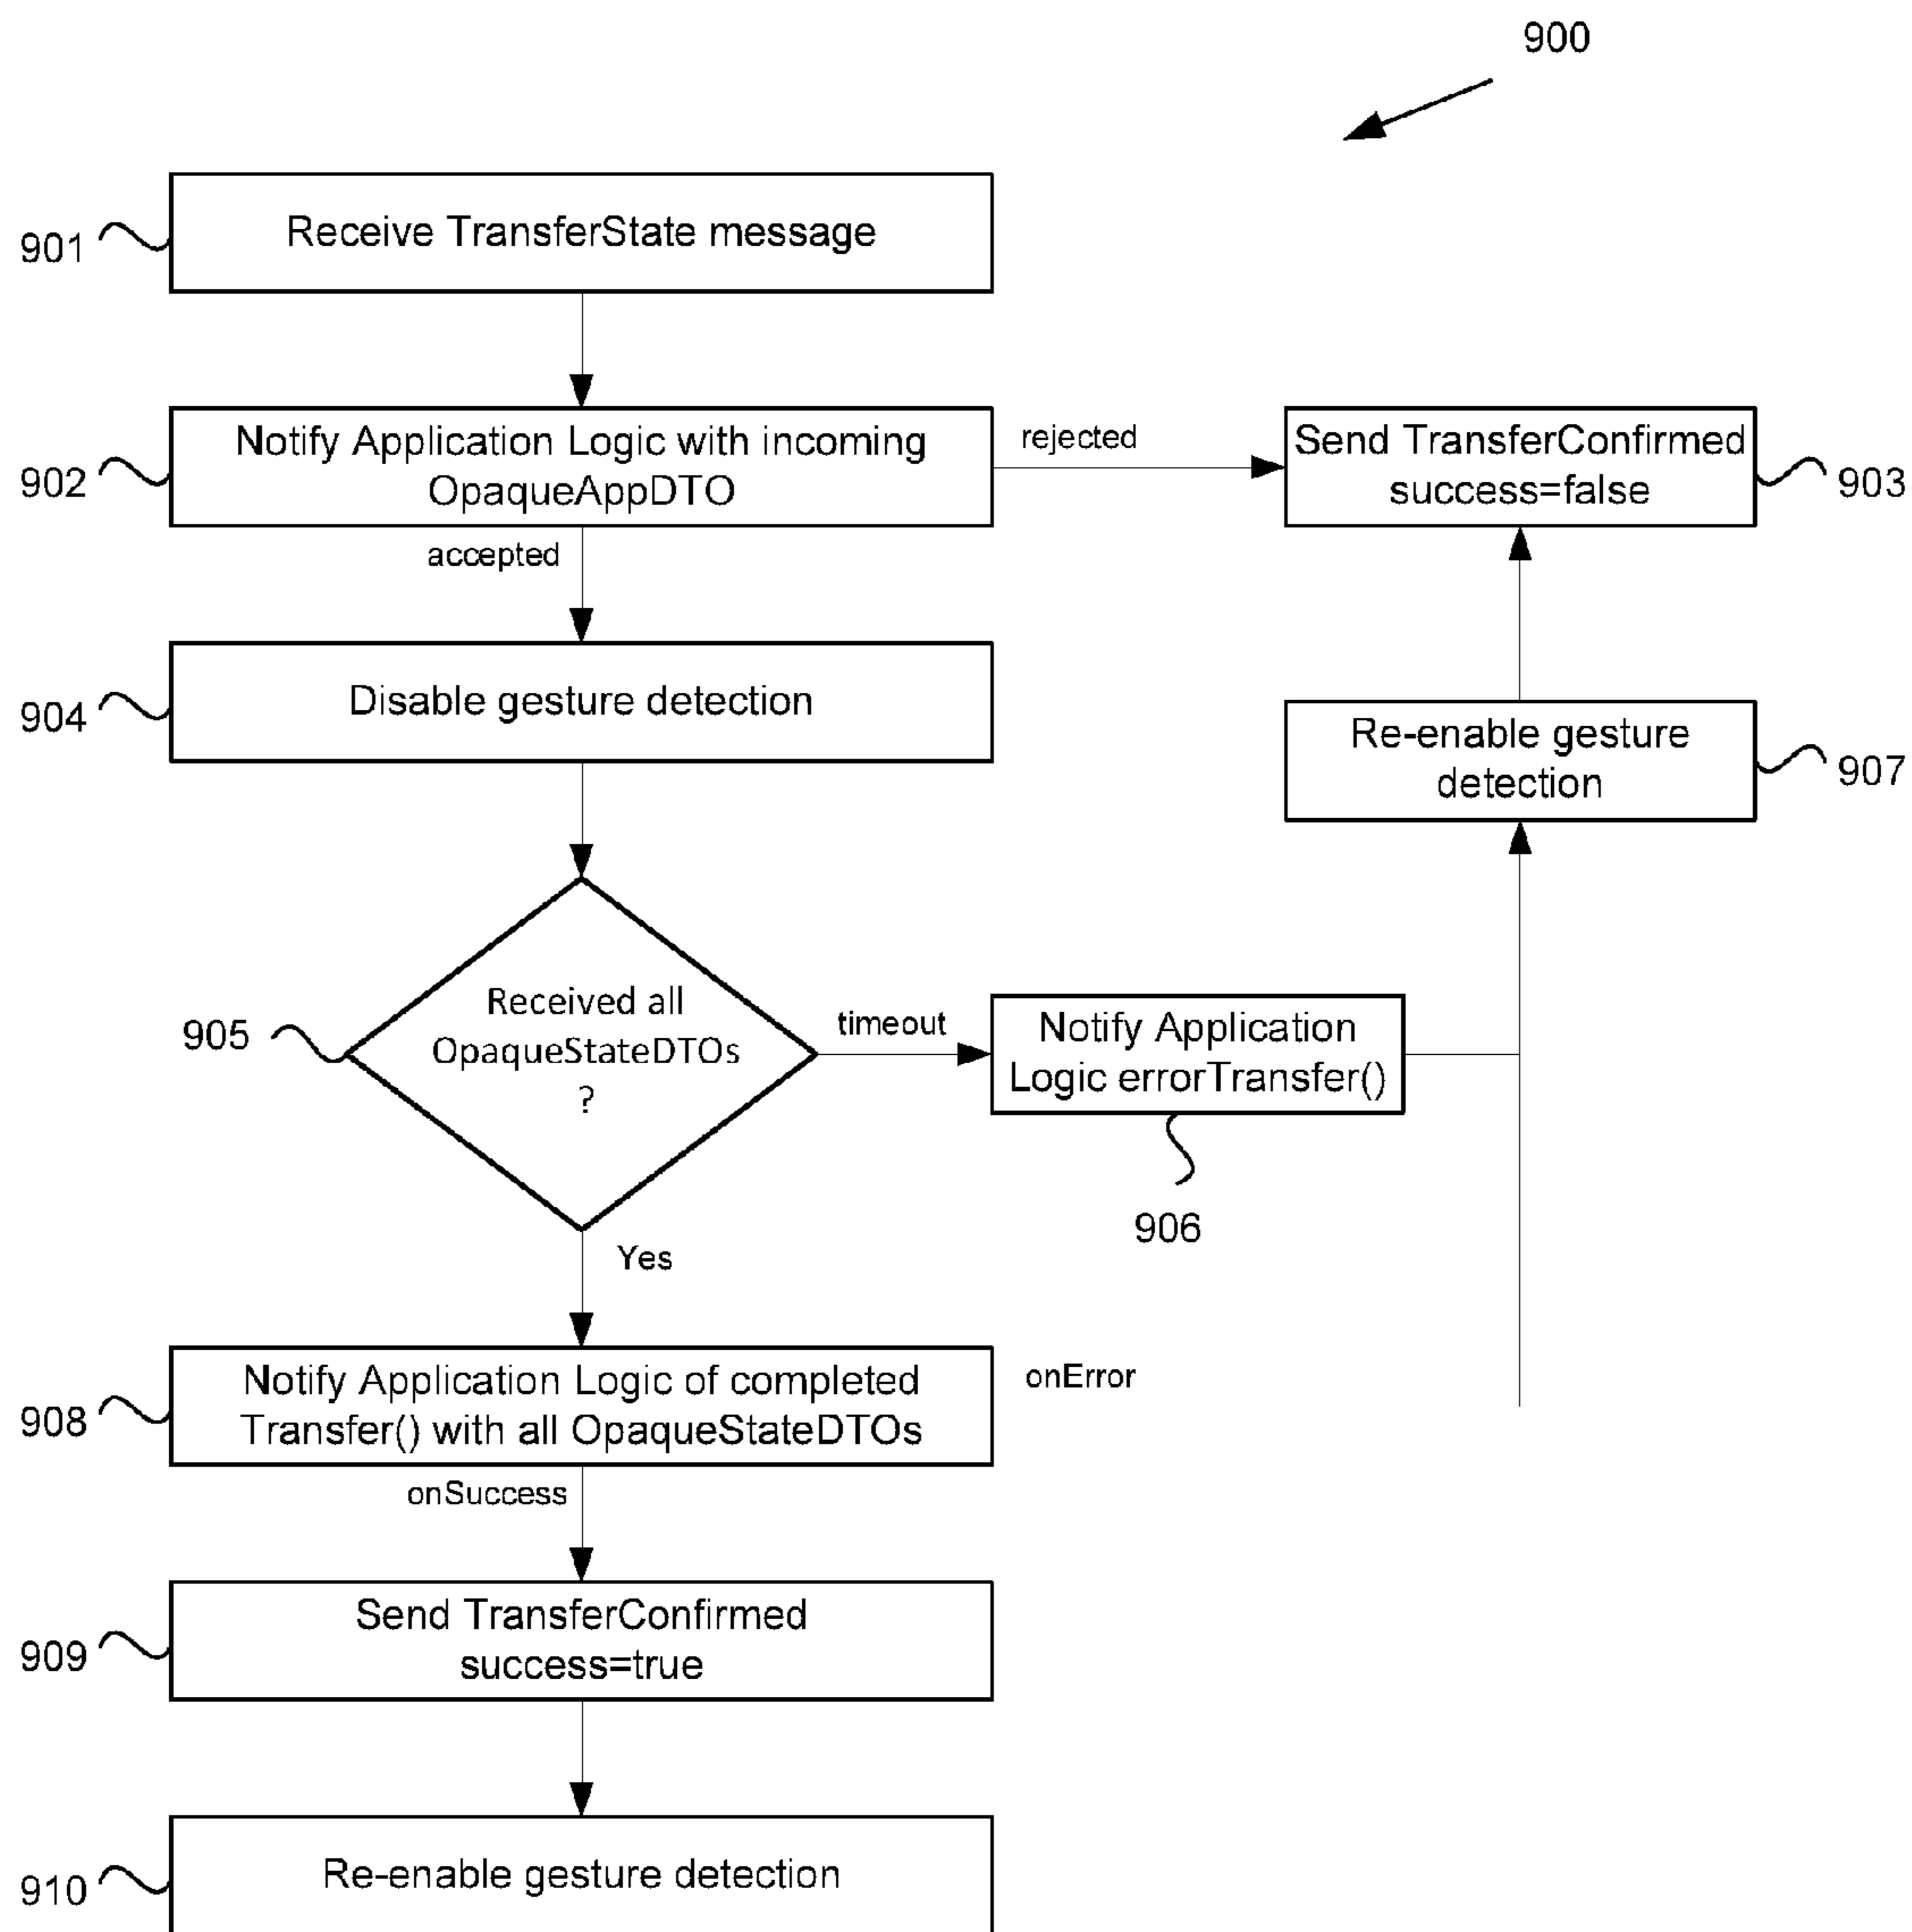 900
901
Receive TransferState message
902
Notify Application Logic with incoming
OpaqueAppDTO
rejected
Send TransferConfirmed
success=false
903
accepted
904
Disable gesture detection
Re-enable gesture
detection
907
905
Received all
OpaqueStateDTOs
?
timeout
Notify Application
Logic errorTransfer()
906
Yes
908
Notify Application Logic of completed
Transfer() with all OpaqueStateDTOs
onError
onSuccess
909
Send TransferConfirmed
success=true
910
Re-enable gesture detection